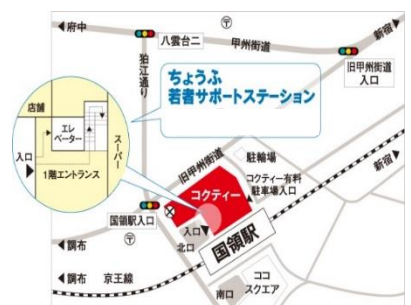 府中
八雲台二
〒
甲州街道
新宿
狛江通り
旧甲州街道
入口
ちょうふ
若者サポートステーション
店舗
エレ
ベーター
スーパー
入口
1階エントランス
旧甲州街道
駐輪場
新宿
コクティー
コクティー有料
駐車場入口
国領駅入口
〒
入口
北口
国領駅
調布
調布
京王線
ココ
スクエア
南口